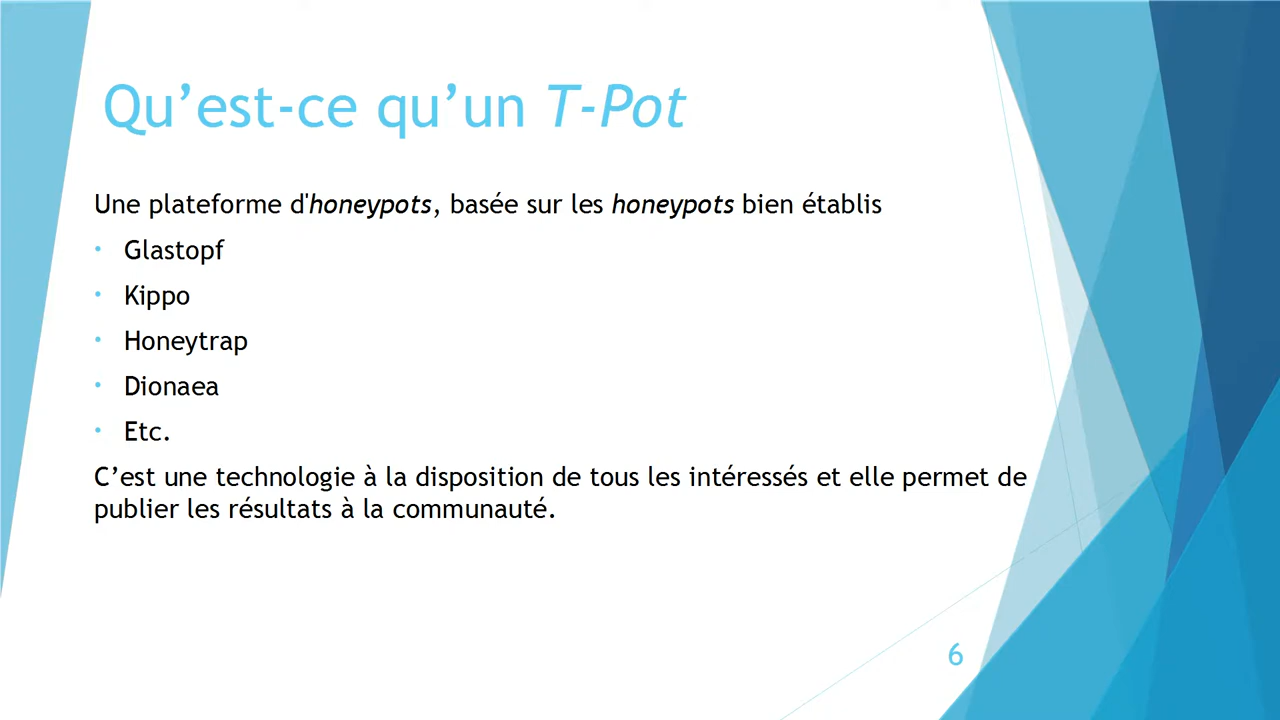 Qu’est-ce qu’un T-Pot
Une plateforme d'honeypots, basée sur les honeypots bien établis
• Glastopf
• Kippo
• Honeytrap
• Dionaea
• Etc.
C’est une technologie à la disposition de tous les intéressés et elle permet de
publier les résultats à la communauté.
6